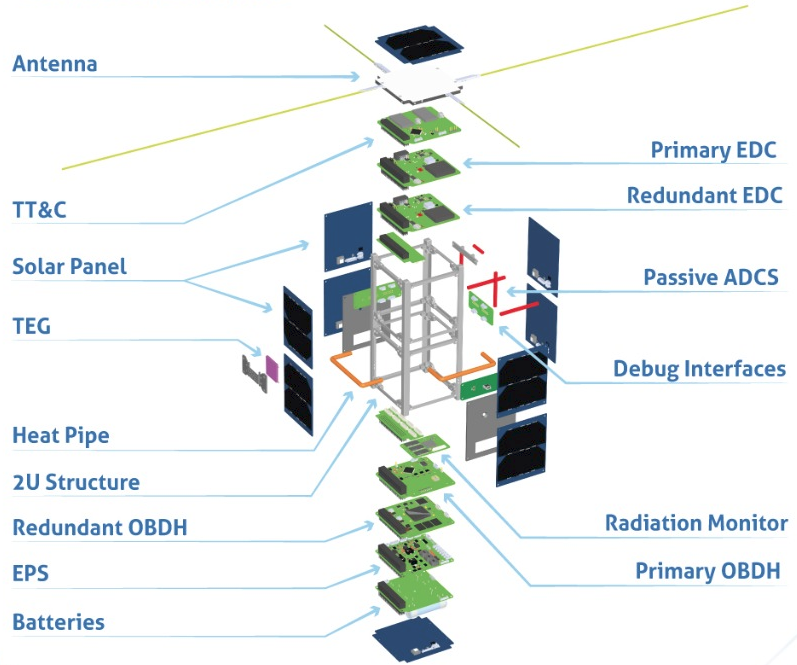 Antenna
Primary EDC
Redundant EDC
TT&C
Solar Panel
Passive ADCS
TEG
Debug Interfaces
Heat Pipe
2U Structure
Redundant OBDH
Radiation Monitor
EPS
Primary OBDH
Batteries